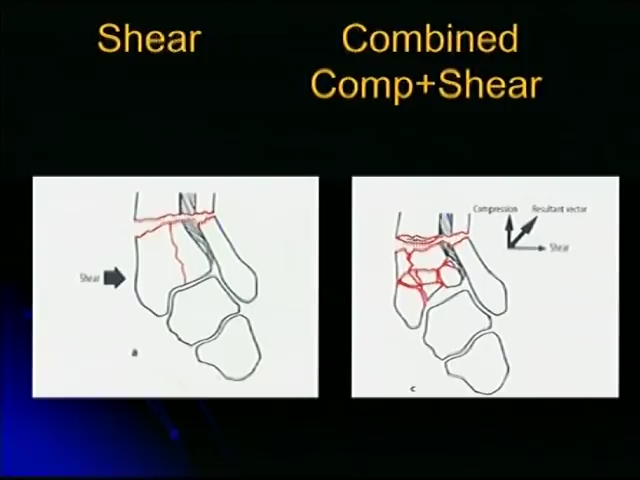 Shear
Combined
Comp+Shear
Compression
Resultant vector
Shear
Shear
a
c